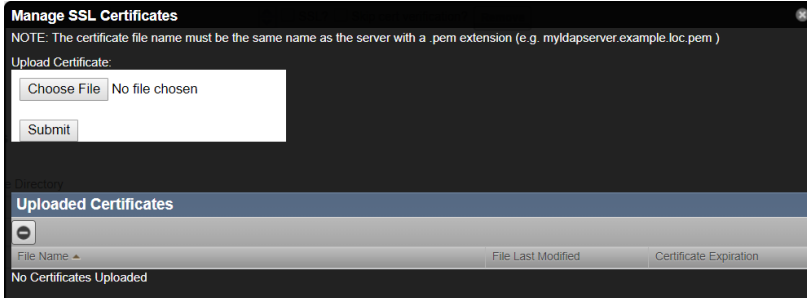 Manage SSL Certificates
NOTE: The certificate file name must be the same name as the server with a .pem extension (e.g. myldapserver.example.loc.pem )
Upload Certificate:
Choose File No file chosen
Submit
Directory
Uploaded Certificates
File Name File Last Modified Certificate Expiration
No Certificates Uploaded